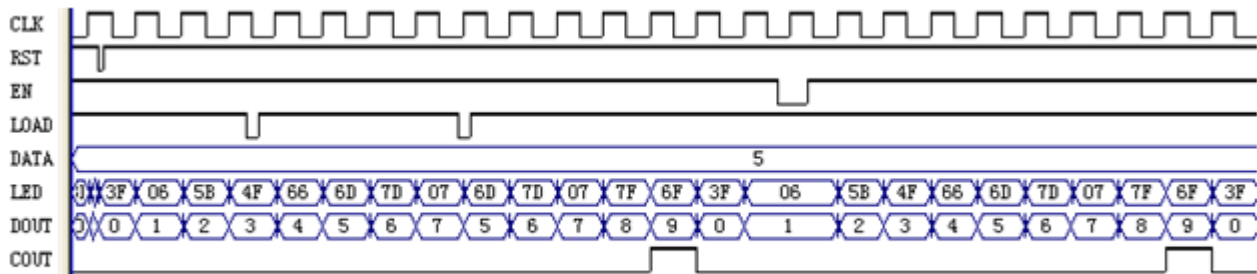 CLK
RST
EN
LOAD
DATA 5
LED 3F 06 5B 4F 66 6D 7D 07 6D 7D 07 7F 6F 3F 06 5B 4F 66 6D 7D 07 7F 6F 3F
DOUT 0 0 1 2 3 4 5 6 7 5 6 7 8 9 0 1 2 3 4 5 6 7 8 9 0
COUT